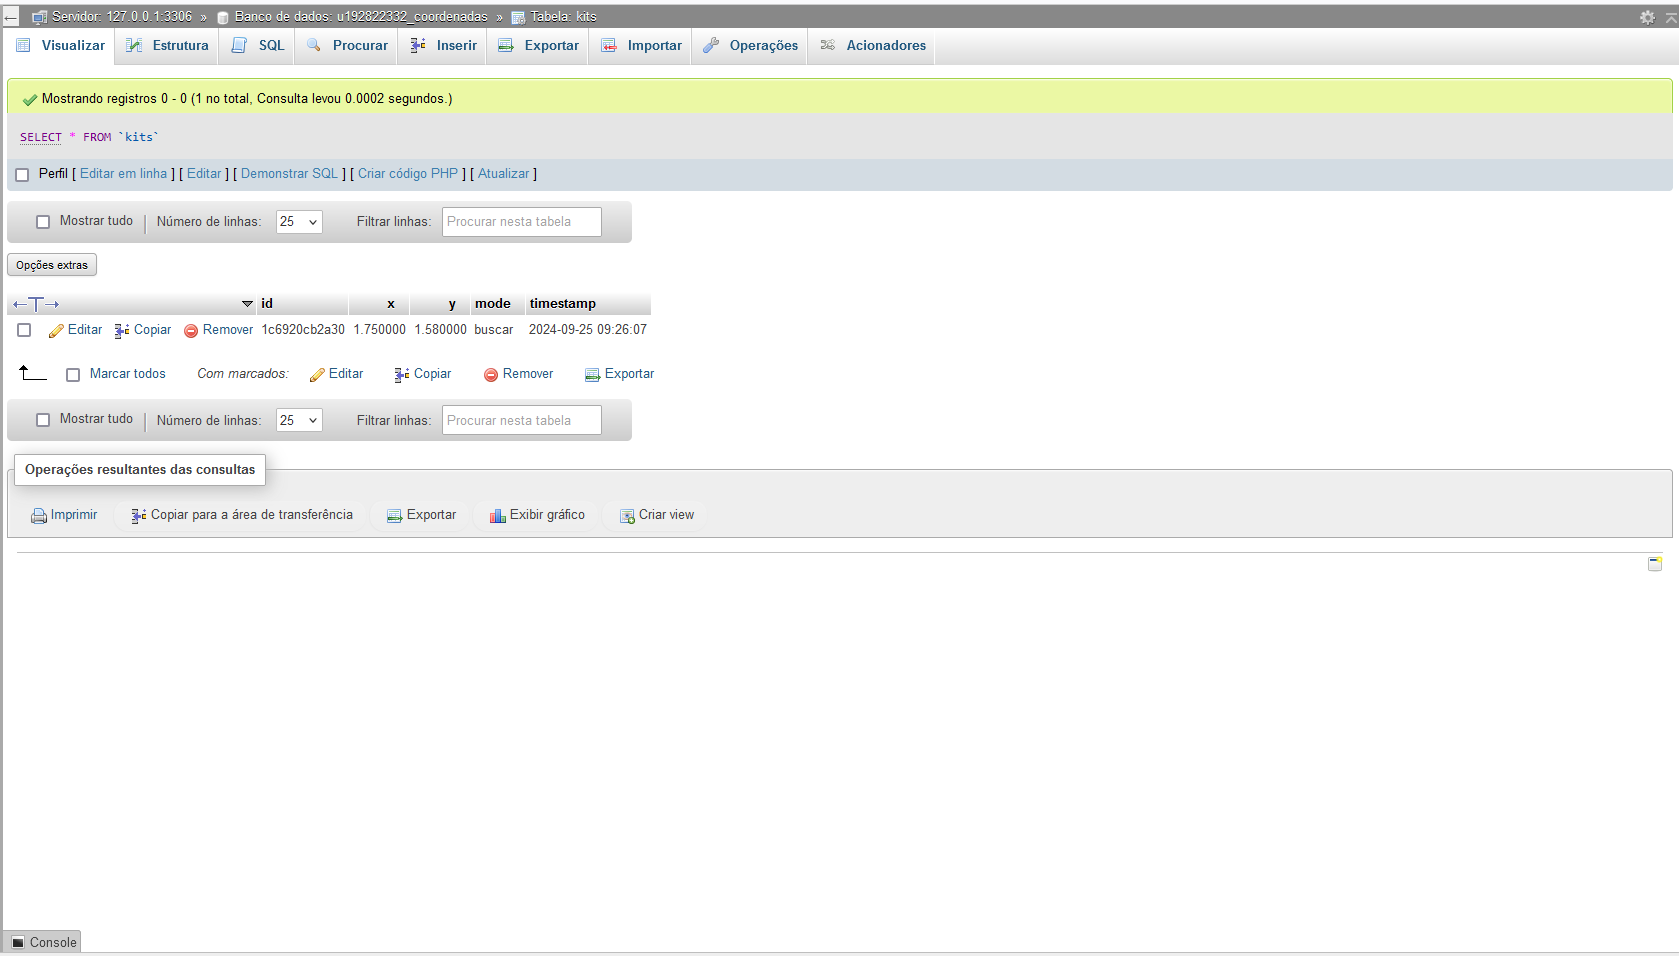 Servidor: 127.0.0.1:3306 » Banco de dados: u192822332_coordenadas » Tabela: kits
Visualizar Estrutura SQL Procurar Inserir Exportar Importar Operações Acionadores
Mostrando registros 0 - 0 (1 no total, Consulta levou 0.0002 segundos.)
SELECT * FROM `kits`
Perfil [ Editar em linha ] [ Editar ] [ Demonstrar SQL ] [ Criar código PHP ] [ Atualizar ]
Mostrar tudo Número de linhas: 25 Filtrar linhas: Procurar nesta tabela
Opções extras
←T→ id x y mode timestamp
Editar Copiar Remover 1c6920cb2a30 1.750000 1.580000 buscar 2024-09-25 09:26:07
Marcar todos Com marcados: Editar Copiar Remover Exportar
Mostrar tudo Número de linhas: 25 Filtrar linhas: Procurar nesta tabela
Operações resultantes das consultas
Imprimir Copiar para a área de transferência Exportar Exibir gráfico Criar view
Console